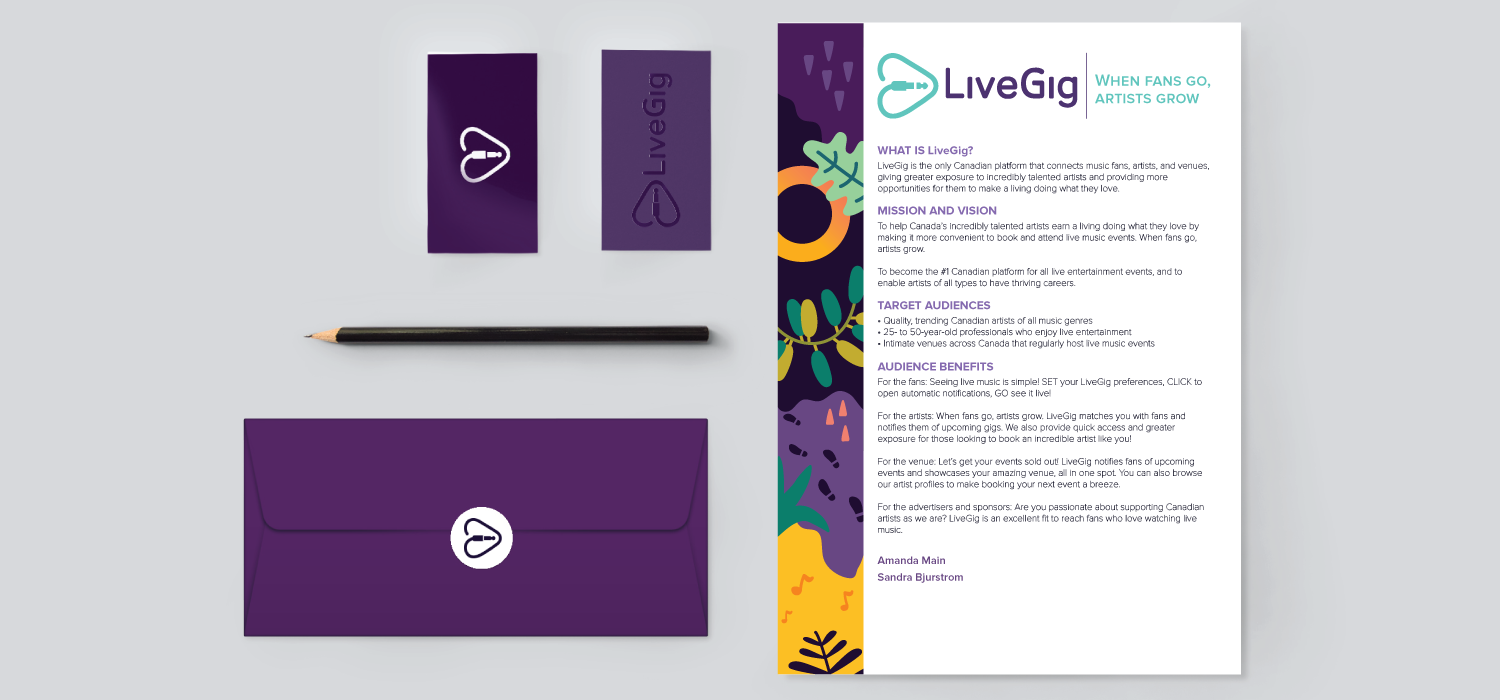 LiveGig
LiveGig
WHEN FANS GO,
ARTISTS GROW
WHAT IS LiveGig?
LiveGig is the only Canadian platform that connects music fans, artists, and venues,
giving greater exposure to incredibly talented artists and providing more
opportunities for them to make a living doing what they love.
MISSION AND VISION
To help Canada's incredibly talented artists earn a living doing what they love by
making it more convenient to book and attend live music events. When fans go,
artists grow.
To become the #1 Canadian platform for all live entertainment events, and to
enable artists of all types to have thriving careers.
TARGET AUDIENCES
• Quality, trending Canadian artists of all music genres
• 25- to 50-year-old professionals who enjoy live entertainment
• Intimate venues across Canada that regularly host live music events
AUDIENCE BENEFITS
For the fans: Seeing live music is simple! SET your LiveGig preferences, CLICK to
open automatic notifications, GO see it live!
For the artists: When fans go, artists grow. LiveGig matches you with fans and
notifies them of upcoming gigs. We also provide quick access and greater
exposure for those looking to book an incredible artist like you!
For the venue: Let's get your events sold out! LiveGig notifies fans of upcoming
events and showcases your amazing venue, all in one spot. You can also browse
our artist profiles to make booking your next event a breeze.
For the advertisers and sponsors: Are you passionate about supporting Canadian
artists as we are? LiveGig is an excellent fit to reach fans who love watching live
music.
Amanda Main
Sandra Bjurstrom